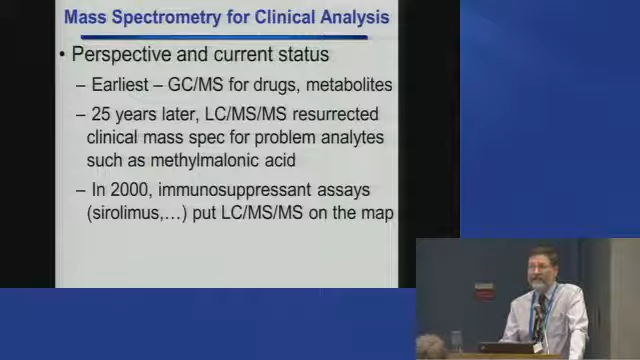 Mass Spectrometry for Clinical Analysis
• Perspective and current status
– Earliest – GC/MS for drugs, metabolites
– 25 years later, LC/MS/MS resurrected
clinical mass spec for problem analytes
such as methylmalonic acid
– In 2000, immunosuppressant assays
(sirolimus,…) put LC/MS/MS on the map